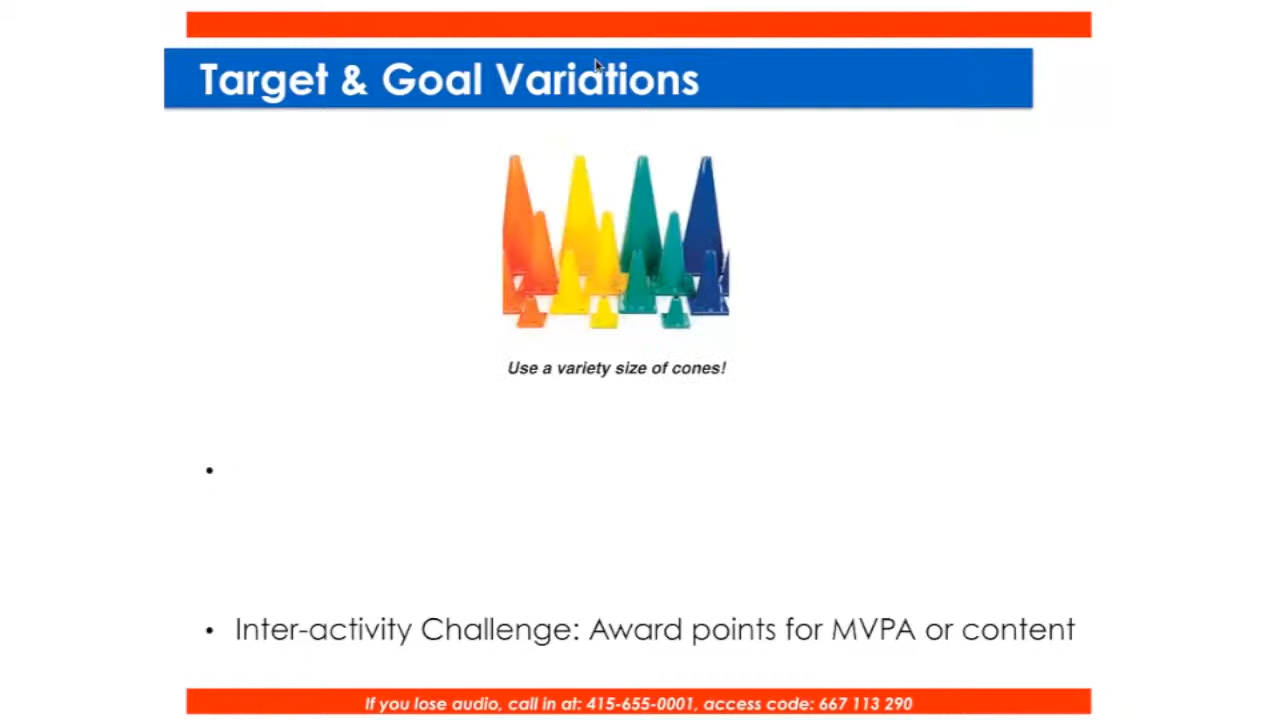 Target & Goal Variations
Use a variety size of cones!
•
• Inter-activity Challenge: Award points for MVPA or content
If you lose audio, call in at: 415-655-0001, access code: 667 113 290